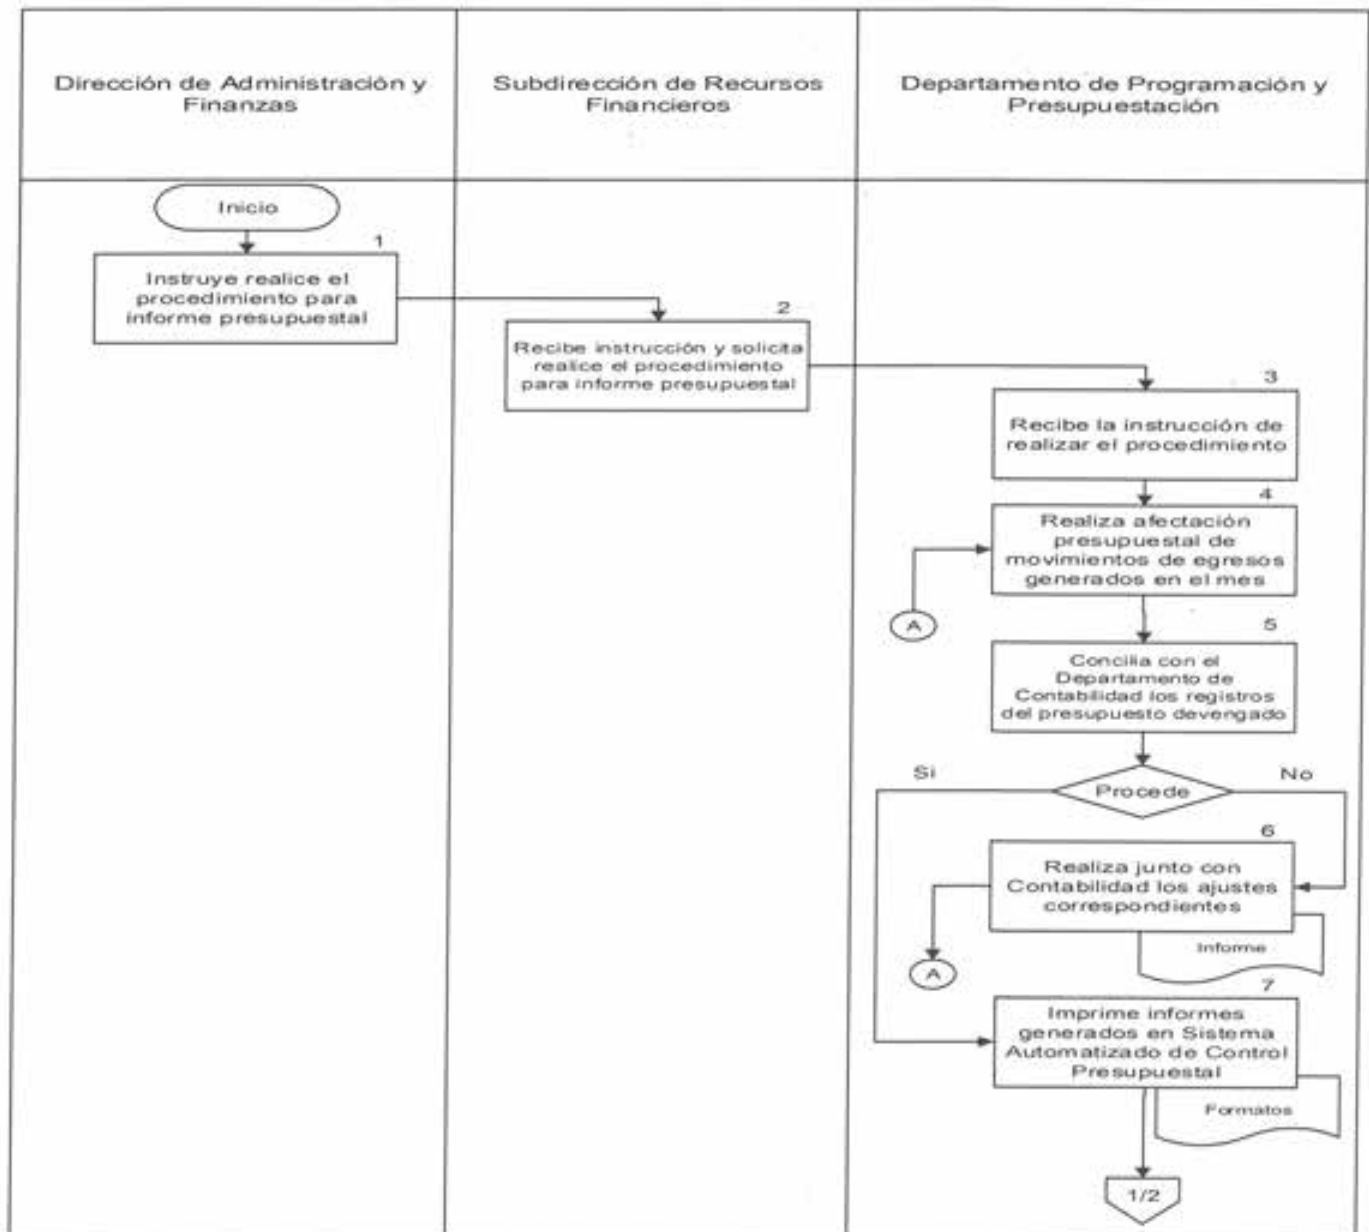 Dirección de Administración y
Finanzas
Subdirección de Recursos
Financieros
Departamento de Programación y
Presupuestación
Inicio
1
Instruye realice el
procedimiento para
informe presupuestal
2
Recibe instrucción y solicita
realice el procedimiento
para informe presupuestal
3
Recibe la instrucción de
realizar el procedimiento
4
Realiza afectación
presupuestal de
movimientos de egresos
generados en el mes
A
5
Concilia con el
Departamento de
Contabilidad los registros
del presupuesto devengado
Si
Procede
No
6
Realiza junto con
Contabilidad los ajustes
correspondientes
Informe
A
7
Imprime informes
generados en Sistema
Automatizado de Control
Presupuestal
Formatos
1/2